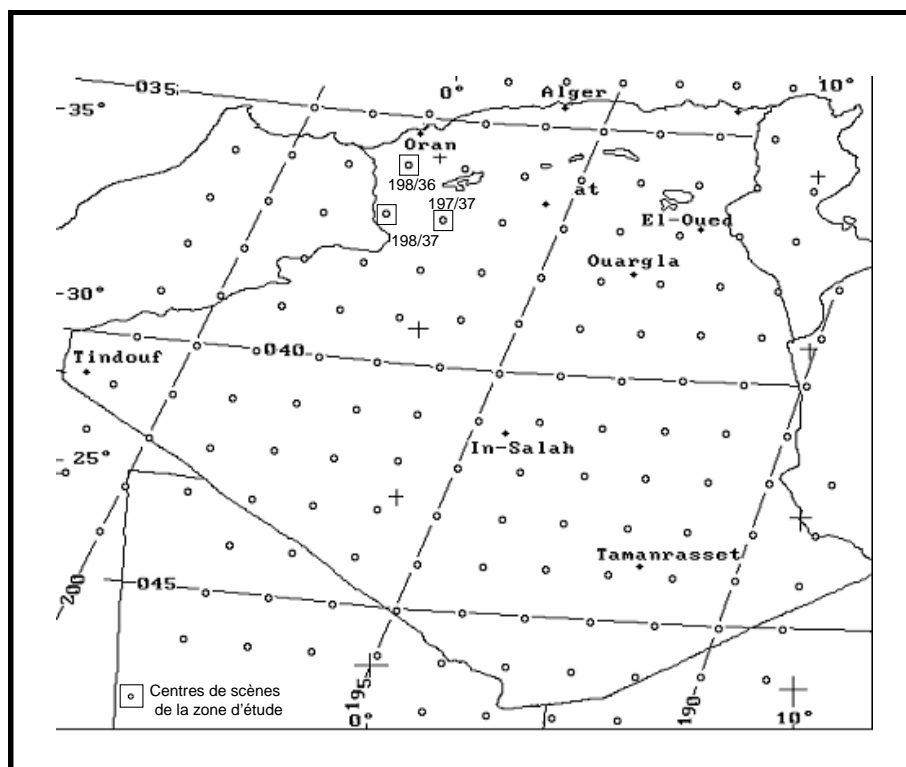 035
0°
10°
-35°
Alger
Oran
198/36
197/37
at
El-Oued
198/37
Ouargla
-30°
040
Tindouf
In-Salah
- 25°
Tamanrasset
045
200
195
190
Centres de scènes
de la zone d'étude
0°
10°